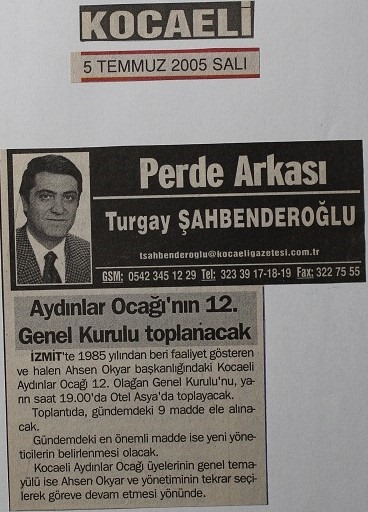 KOCAELİ
5 TEMMUZ 2005 SALI
Perde Arkası
Turgay ŞAHBENDEROĞLU
tsahbenderoglu@kocaeligazetesi.com.tr
GSM: 0542 345 12 29 Tel: 323 39 17-18-19 Fax: 322 75 55
Aydınlar Ocağı'nın 12.
Genel Kurulu toplanacak
İZMİT'te 1985 yılından beri faaliyet gösteren
ve halen Ahsen Okyar başkanlığındaki Kocaeli
Aydınlar Ocağı 12. Olağan Genel Kurulu'nu, ya-
rın saat 19.00'da Otel Asya'da toplayacak.
Toplantıda, gündemdeki 9 madde ele alına-
cak.
Gündemdeki en önemli madde ise yeni yöne-
ticilerin belirlenmesi olacak.
Kocaeli Aydınlar Ocağı üyelerinin genel tema-
yülü ise Ahsen Okyar ve yönetiminin tekrar seçi-
lerek göreve devam etmesi yönünde.